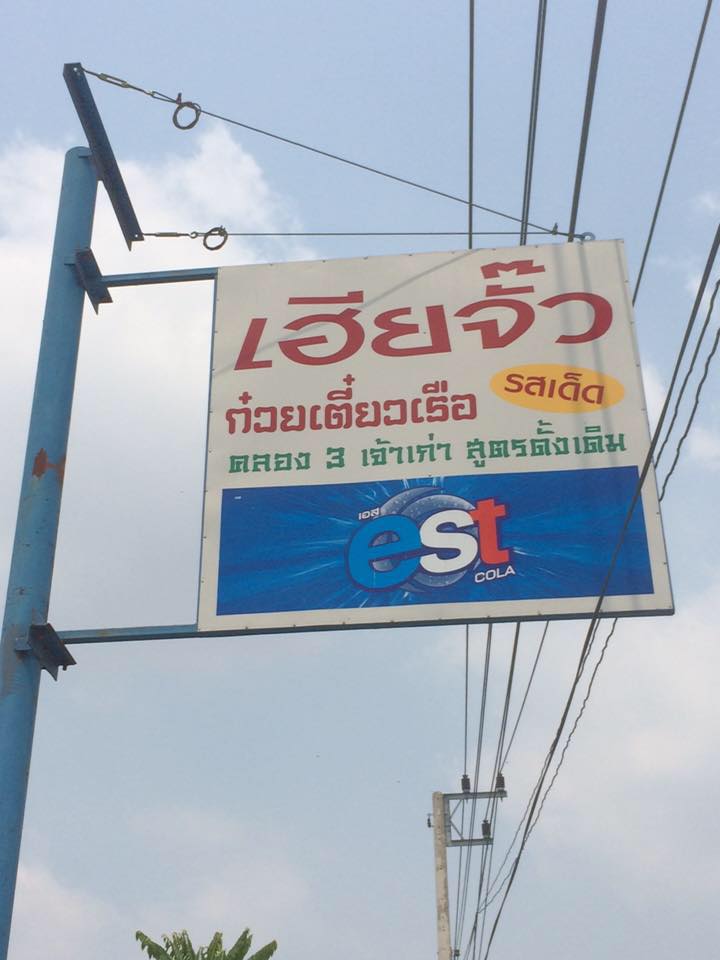 เฮียจั๊ว
ก๋วยเตี๋ยวเรือ
รสเด็ด
คลอง 3 เจ้าเก่า สูตรดั้งเดิม
เอส
est
COLA